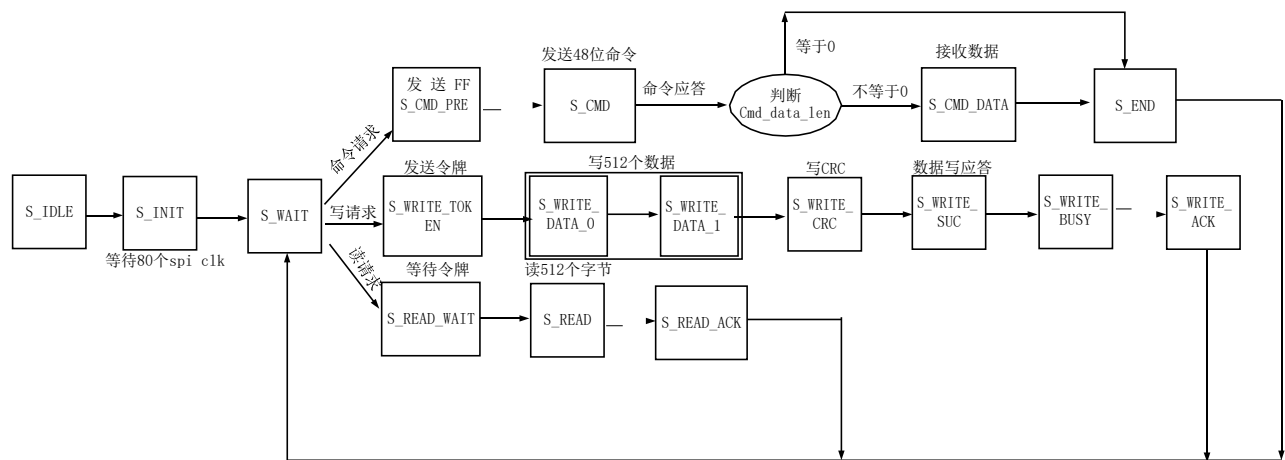 等于0
发送48位命令
接收数据
发 送 FF
S_CMD_PRE
S_CMD
命令应答
判断
Cmd_data_len
不等于0
S_CMD_DATA
S_END
命令请求
发送令牌
写512个数据
写CRC
数据写应答
S_IDLE
S_INIT
S_WAIT
写请求
S_WRITE_TOK
EN
S_WRITE_
DATA_0
S_WRITE_
DATA_1
S_WRITE_
CRC
S_WRITE_
SUC
S_WRITE_
BUSY
S_WRITE_
ACK
等待80个spi clk
读请求
等待令牌
读512个字节
S_READ_WAIT
S_READ
S_READ_ACK